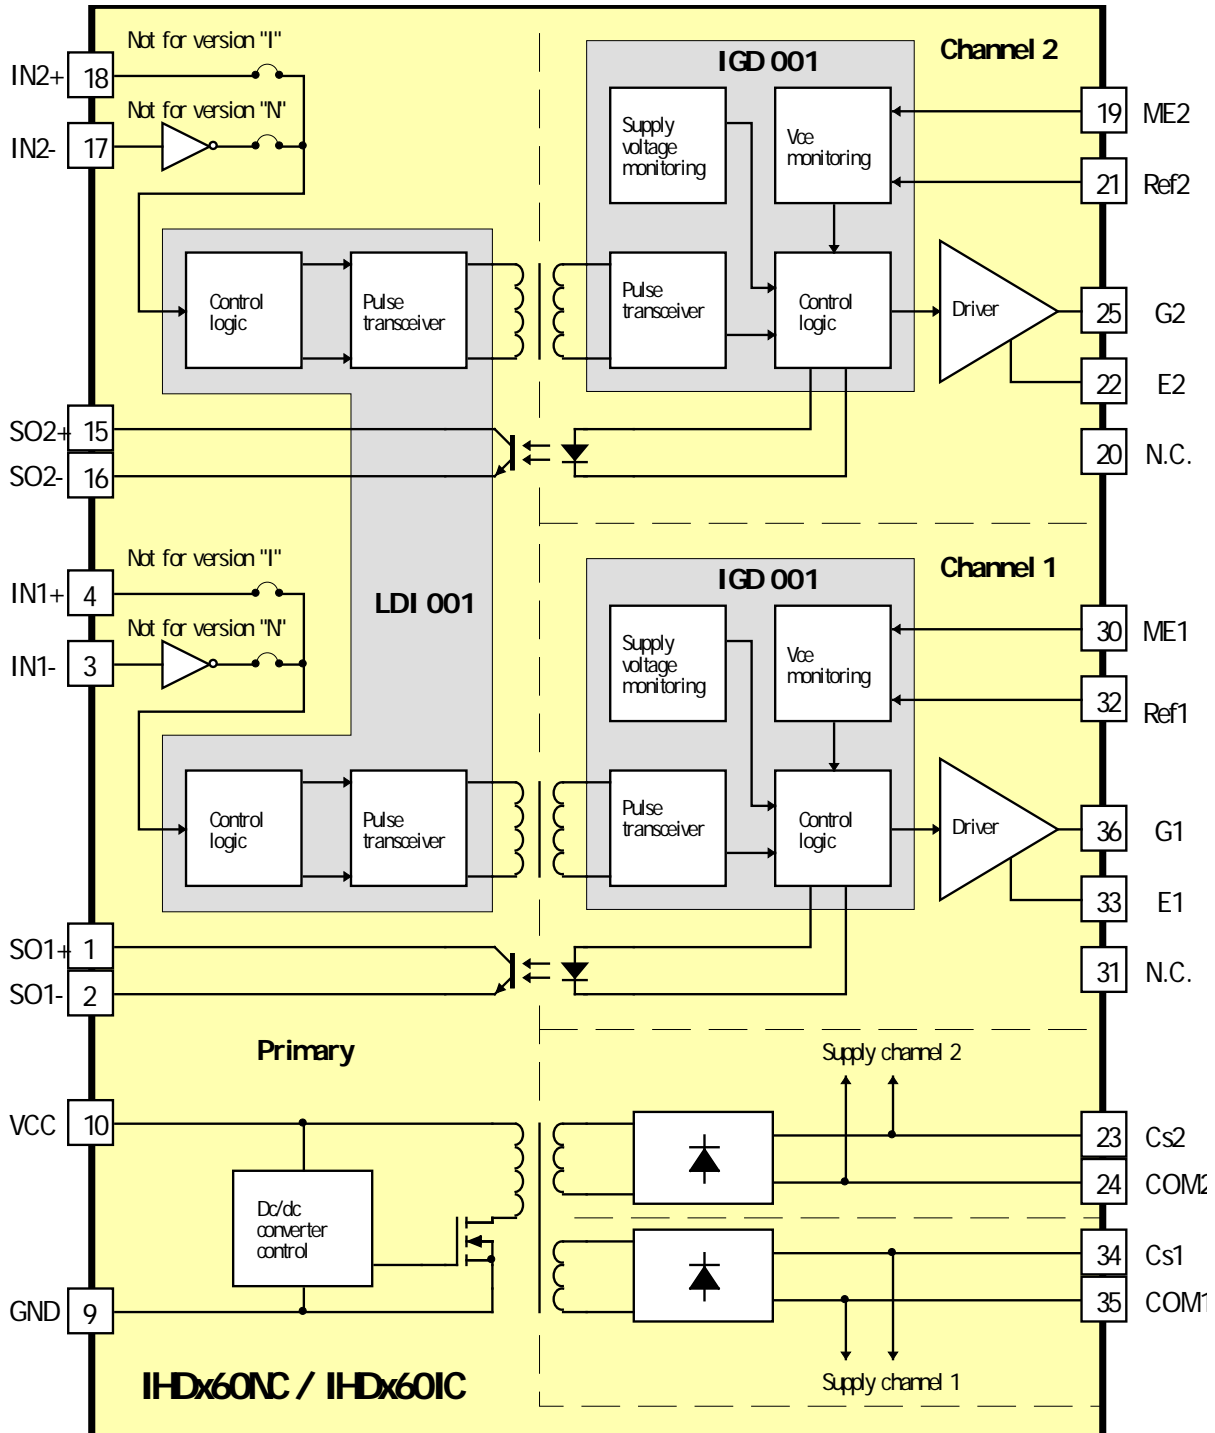 Not for version "I"
IN2+ 18
Not for version "N"
IN2- 17
IGD 001
Channel 2
Supply voltage monitoring
Vce monitoring
19 ME2
21 Ref2
Control logic
Pulse transceiver
Pulse transceiver
Control logic
Driver
25 G2
22 E2
SO2+ 15
SO2- 16
20 N.C.
Not for version "I"
IN1+ 4
Not for version "N"
IN1- 3
LDI 001
IGD 001
Channel 1
Supply voltage monitoring
Vce monitoring
30 ME1
32 Ref1
Control logic
Pulse transceiver
Pulse transceiver
Control logic
Driver
36 G1
33 E1
SO1+ 1
SO1- 2
31 N.C.
Primary
Supply channel 2
VCC 10
23 Cs2
24 COM2
Dc/dc converter control
34 Cs1
35 COM1
GND 9
Supply channel 1
IHDx60NC / IHDx60IC